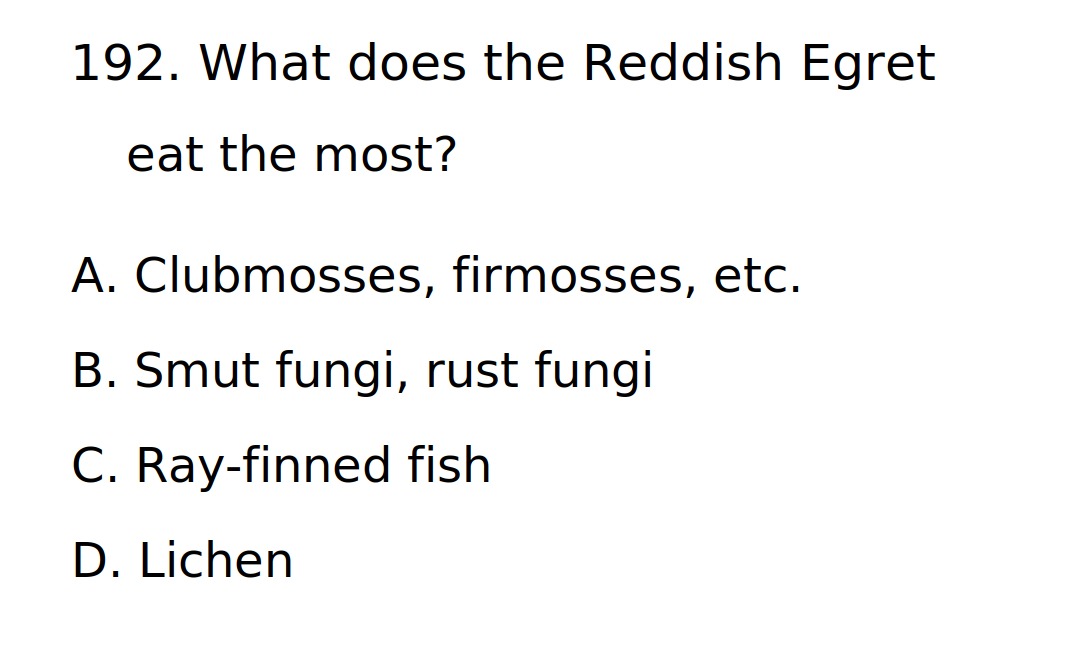 192. What does the Reddish Egret
eat the most?
A. Clubmosses, firmosses, etc.
B. Smut fungi, rust fungi
C. Ray-finned fish
D. Lichen